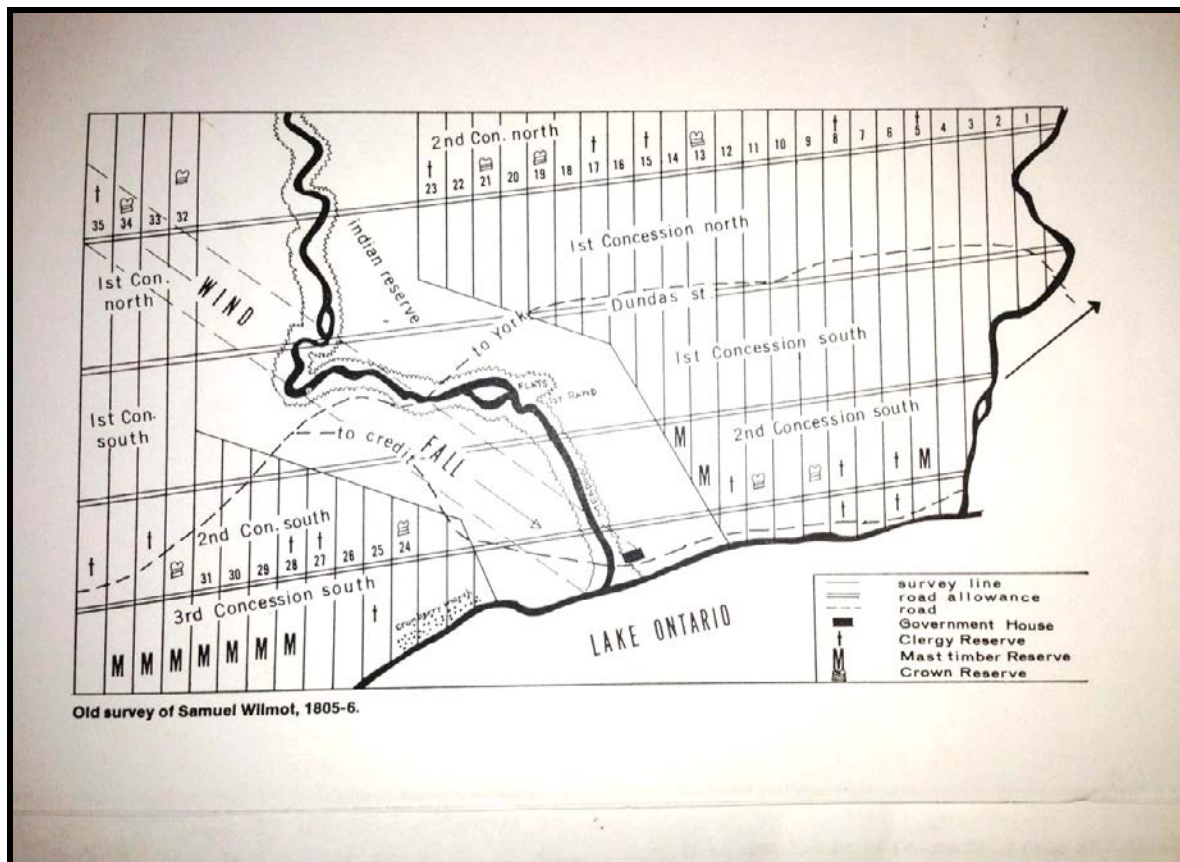 2nd Con. north
23 22 21 20 19 18 17 16 15 14 13 12 11 10 9 8 7 6 5 4 3 2 1
35 34 33 32
indian reserve
1st Concession north
1st Con.
north
WIND
Dundas st.
to York
1st Concession south
FLATS
1st Con.
south
to credit
FALL
2nd Concession south
M
M
M
2nd Con. south
31 30 29 28 27 26 25 24
3rd Concession south
cranberry marsh
M M M M M M M
LAKE ONTARIO
survey line
road allowance
road
Government House
Clergy Reserve
M Mast timber Reserve
Crown Reserve
Old survey of Samuel Wilmot, 1805-6.